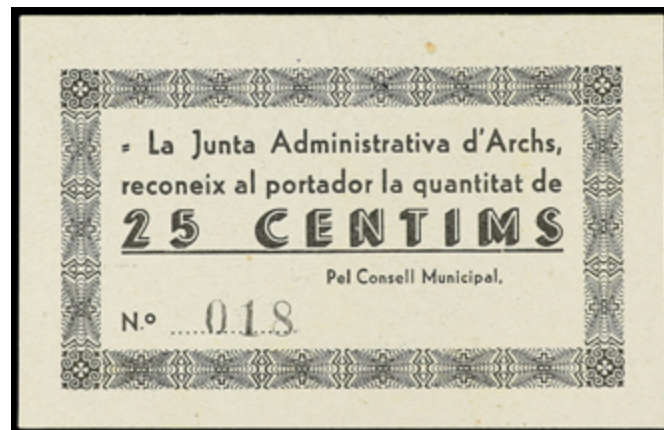 = La Junta Administrativa d'Archs,
reconeix al portador la quantitat de
25 CENTIMS
Pel Consell Municipal,
N.º 018